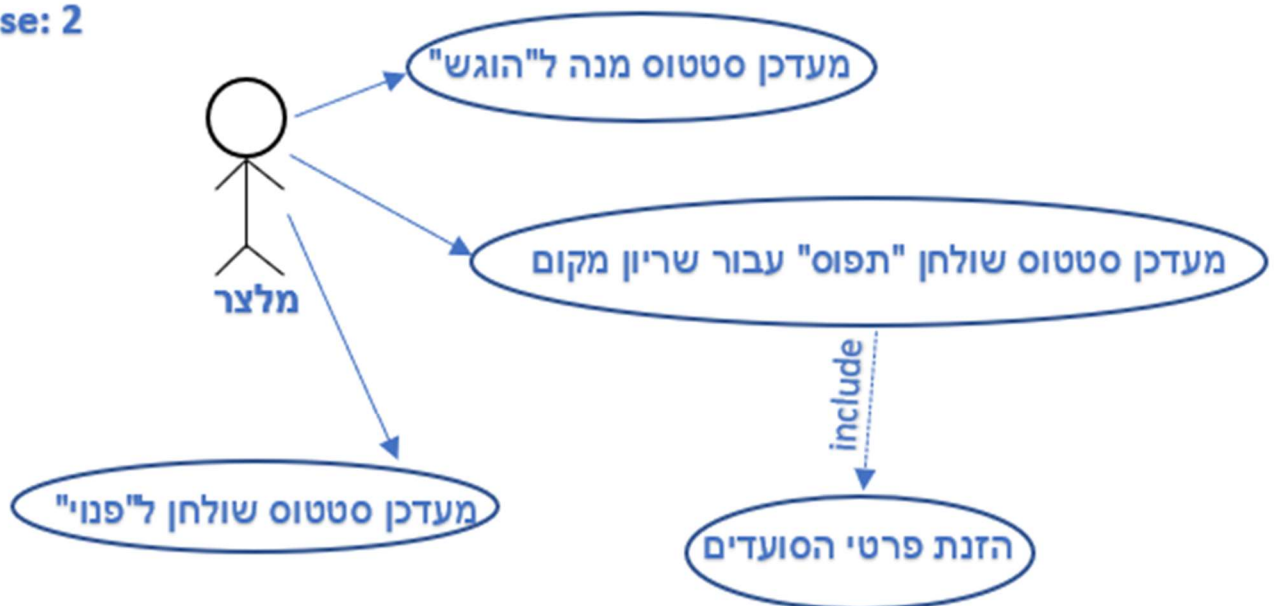 se: 2
מעדכן סטטוס מנה ל"הוגש"
מעדכן סטטוס שולחן "תפוס" עבור שריון מקום
מלצר
include
מעדכן סטטוס שולחן ל"פנוי"
הזנת פרטי הסועדים